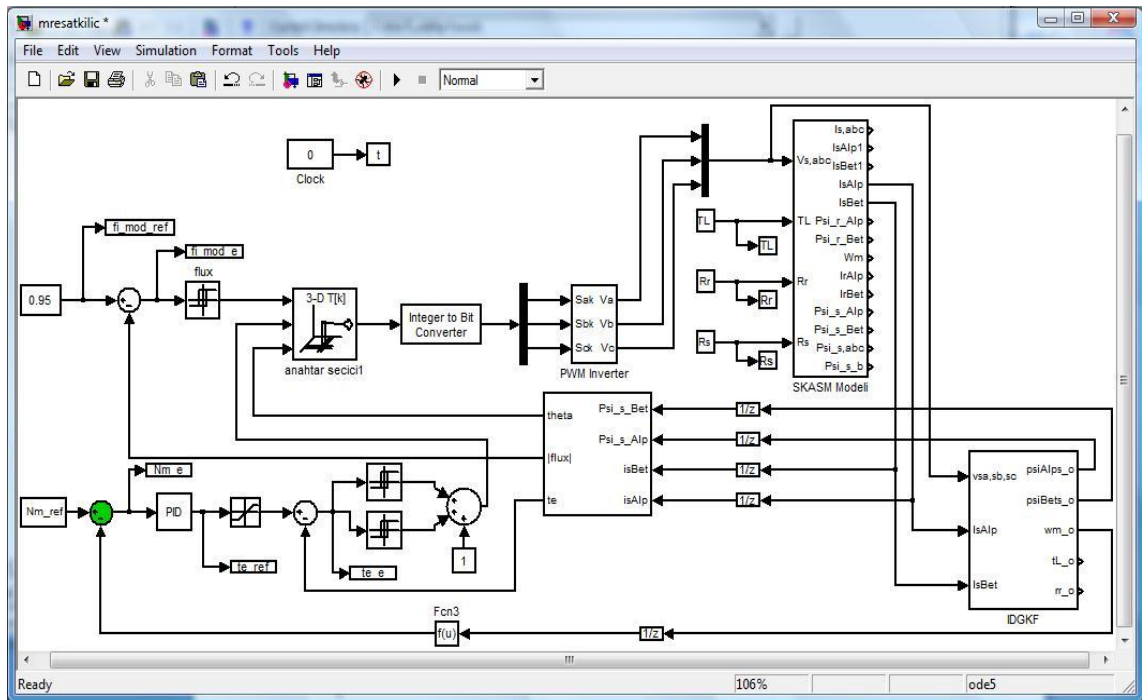 mresatkilic *
File Edit View Simulation Format Tools Help
Normal
0
t
Clock
fi_mod_ref
fi_mod_e
flux
0.95
3-D T[k]
anahtar secici1
Integer to Bit
Converter
Sak Va
Sbk Vb
Sck Vc
PWM Inverter
TL
TL
Rr
Rr
Rs
Rs
Vs,abc
TL
Rr
Rs
Is,abc
IsAlp1
IsBet1
IsAlp
IsBet
Psi_r_Alp
Psi_r_Bet
Wm
IrAlp
IrBet
Psi_s_Alp
Psi_s_Bet
Psi_s,abc
Psi_s_b
SKASM Modeli
theta
|flux|
te
Psi_s_Bet
Psi_s_Alp
isBet
isAlp
1/z
1/z
1/z
1/z
vsa,sb,sc
IsAlp
IsBet
psiAlps_o
psiBets_o
wm_o
tL_o
rr_o
IDGKF
Nm_e
Nm_ref
PID
te_ref
te_e
1
Fcn3
f(u)
1/z
Ready
106%
ode5